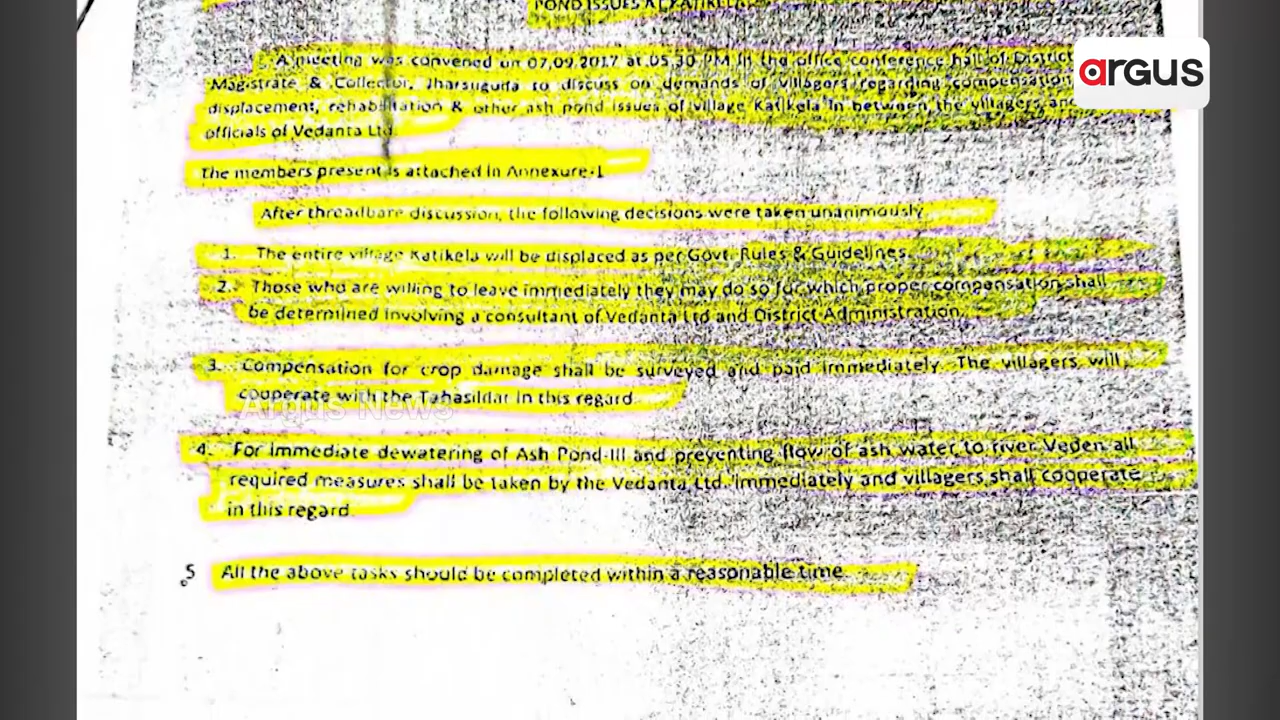 POND ISSUES AT KATIKELA
A meeting was convened on 07.09.2017 at 05.30 PM in the office conference hall of District
Magistrate & Collector, Jharsuguda to discuss on demands of villagers regarding compensation
displacement, rehabilitation & other ash pond issues of village Katikela in between the villagers and
officials of Vedanta Ltd.
The members present is attached in Annexure-1
After threadbare discussion, the following decisions were taken unanimously
1. The entire village Katikela will be displaced as per Govt. Rules & Guidelines.
2. Those who are willing to leave immediately they may do so for which proper compensation shall
be determined involving a consultant of Vedanta Ltd and District Administration.
3. Compensation for crop damage shall be surveyed and paid immediately. The villagers will
cooperate with the Tahasildar in this regard.
4. For immediate dewatering of Ash Pond-III and preventing flow of ash water to river Veden all
required measures shall be taken by the Vedanta Ltd. immediately and villagers shall cooperate
in this regard.
5 All the above tasks should be completed within a reasonable time
argus
Argus News